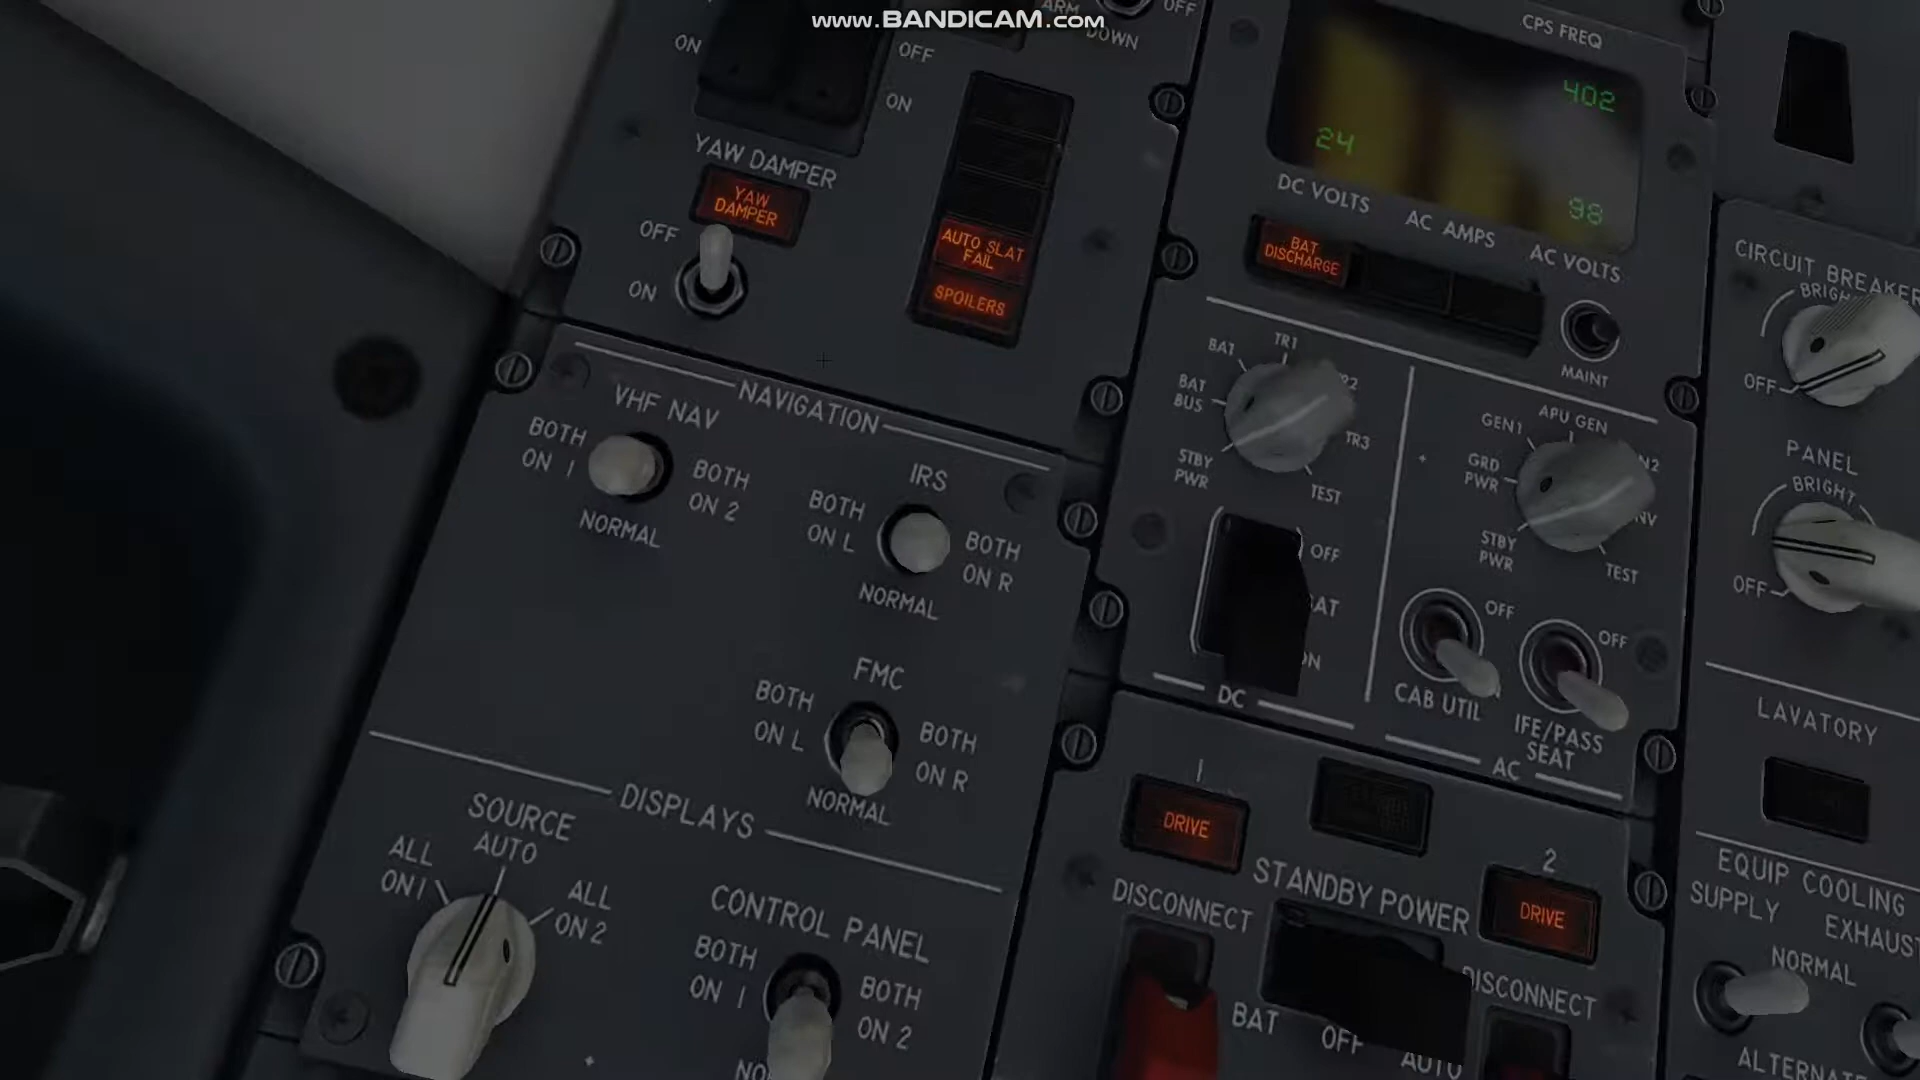 www.BANDICAM.com
ARM
OFF
DOWN
ON
OFF
ON
YAW DAMPER
YAW
DAMPER
OFF
ON
AUTO SLAT
FAIL
SPOILERS
CPS FREQ
402
24
98
DC VOLTS
AC AMPS
AC VOLTS
BAT
DISCHARGE
MAINT
BAT
TR1
BAT
BUS
TR3
STBY
PWR
TEST
GEN1
APU GEN
GRD
PWR
STBY
PWR
TEST
OFF
DC
OFF
OFF
CAB UTIL
IFE/PASS
SEAT
AC
CIRCUIT BREAKER
BRIGH
OFF
PANEL
BRIGHT
OFF
LAVATORY
EQUIP COOLING
SUPPLY
EXHAUST
NORMAL
ALTERNATE
NAVIGATION
VHF NAV
BOTH
ON 1
BOTH
ON 2
NORMAL
IRS
BOTH
ON L
BOTH
ON R
NORMAL
FMC
BOTH
ON L
BOTH
ON R
NORMAL
DISPLAYS
SOURCE
AUTO
ALL
ON 1
ALL
ON 2
CONTROL PANEL
BOTH
ON 1
BOTH
ON 2
1
DRIVE
DISCONNECT
STANDBY POWER
2
DRIVE
DISCONNECT
BAT
OFF
AUTO